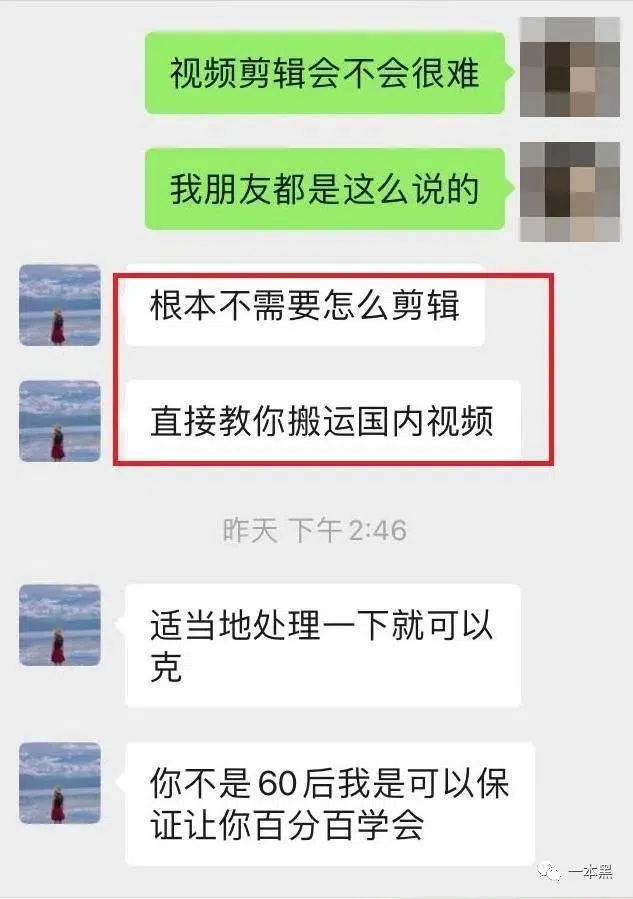 视频剪辑会不会很难
我朋友都是这么说的
根本不需要怎么剪辑
直接教你搬运国内视频
昨天 下午2:46
适当地处理一下就可以
克
你不是60后我是可以保
证让你百分百学会
一本黑